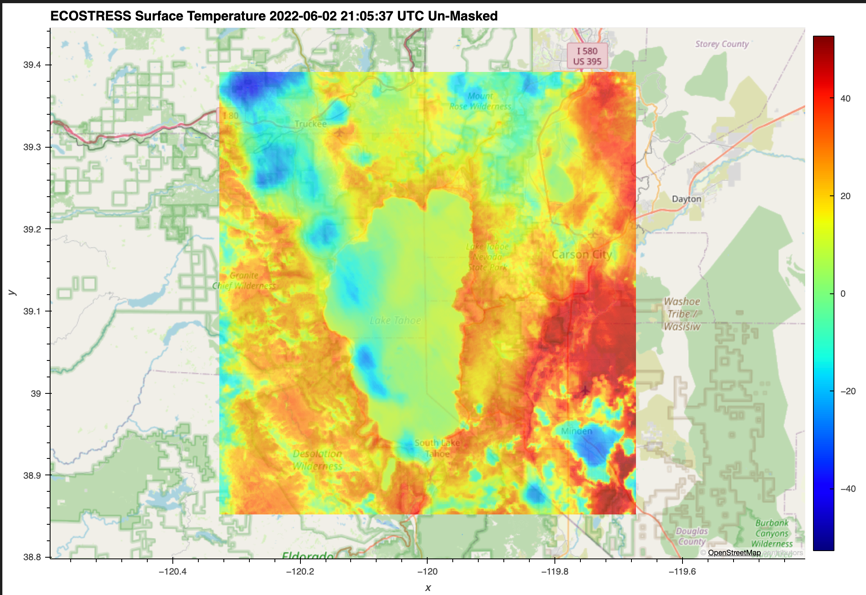 ECOSTRESS Surface Temperature 2022-06-02 21:05:37 UTC Un-Masked
I 580
US 395
Storey County
39.4
40
Mount
Rose Wilderness
I 80
Truckee
39.3
Dayton
20
39.2
Carson City
Granite
Chief Wilderness
0
y
39.1
Washoe
Tribe /
Wašišiw
Lake Tahoe
39
−20
Minden
South Lake
Tahoe
Desolation
Wilderness
38.9
−40
Douglas
County
Burbank
Canyons
Wilderness
© OpenStreetMap contributors
38.8
Eldorado
−120.4
−120.2
−120
−119.8
−119.6
x